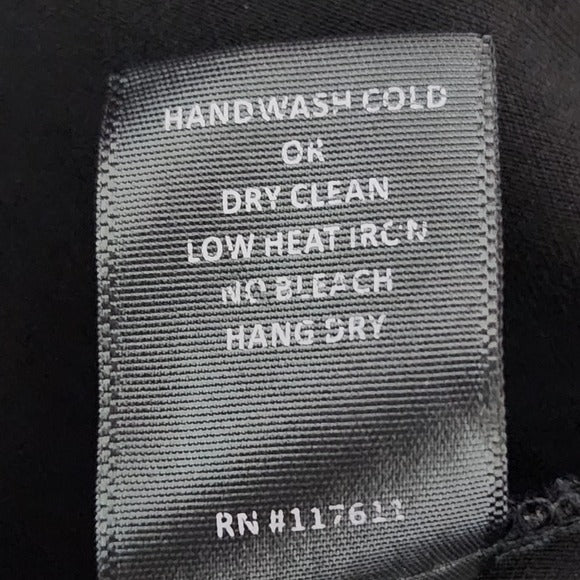 HANDWASH COLD
OR
DRY CLEAN
LOW HEAT IRON
NO BLEACH
HANG DRY
RN #117611